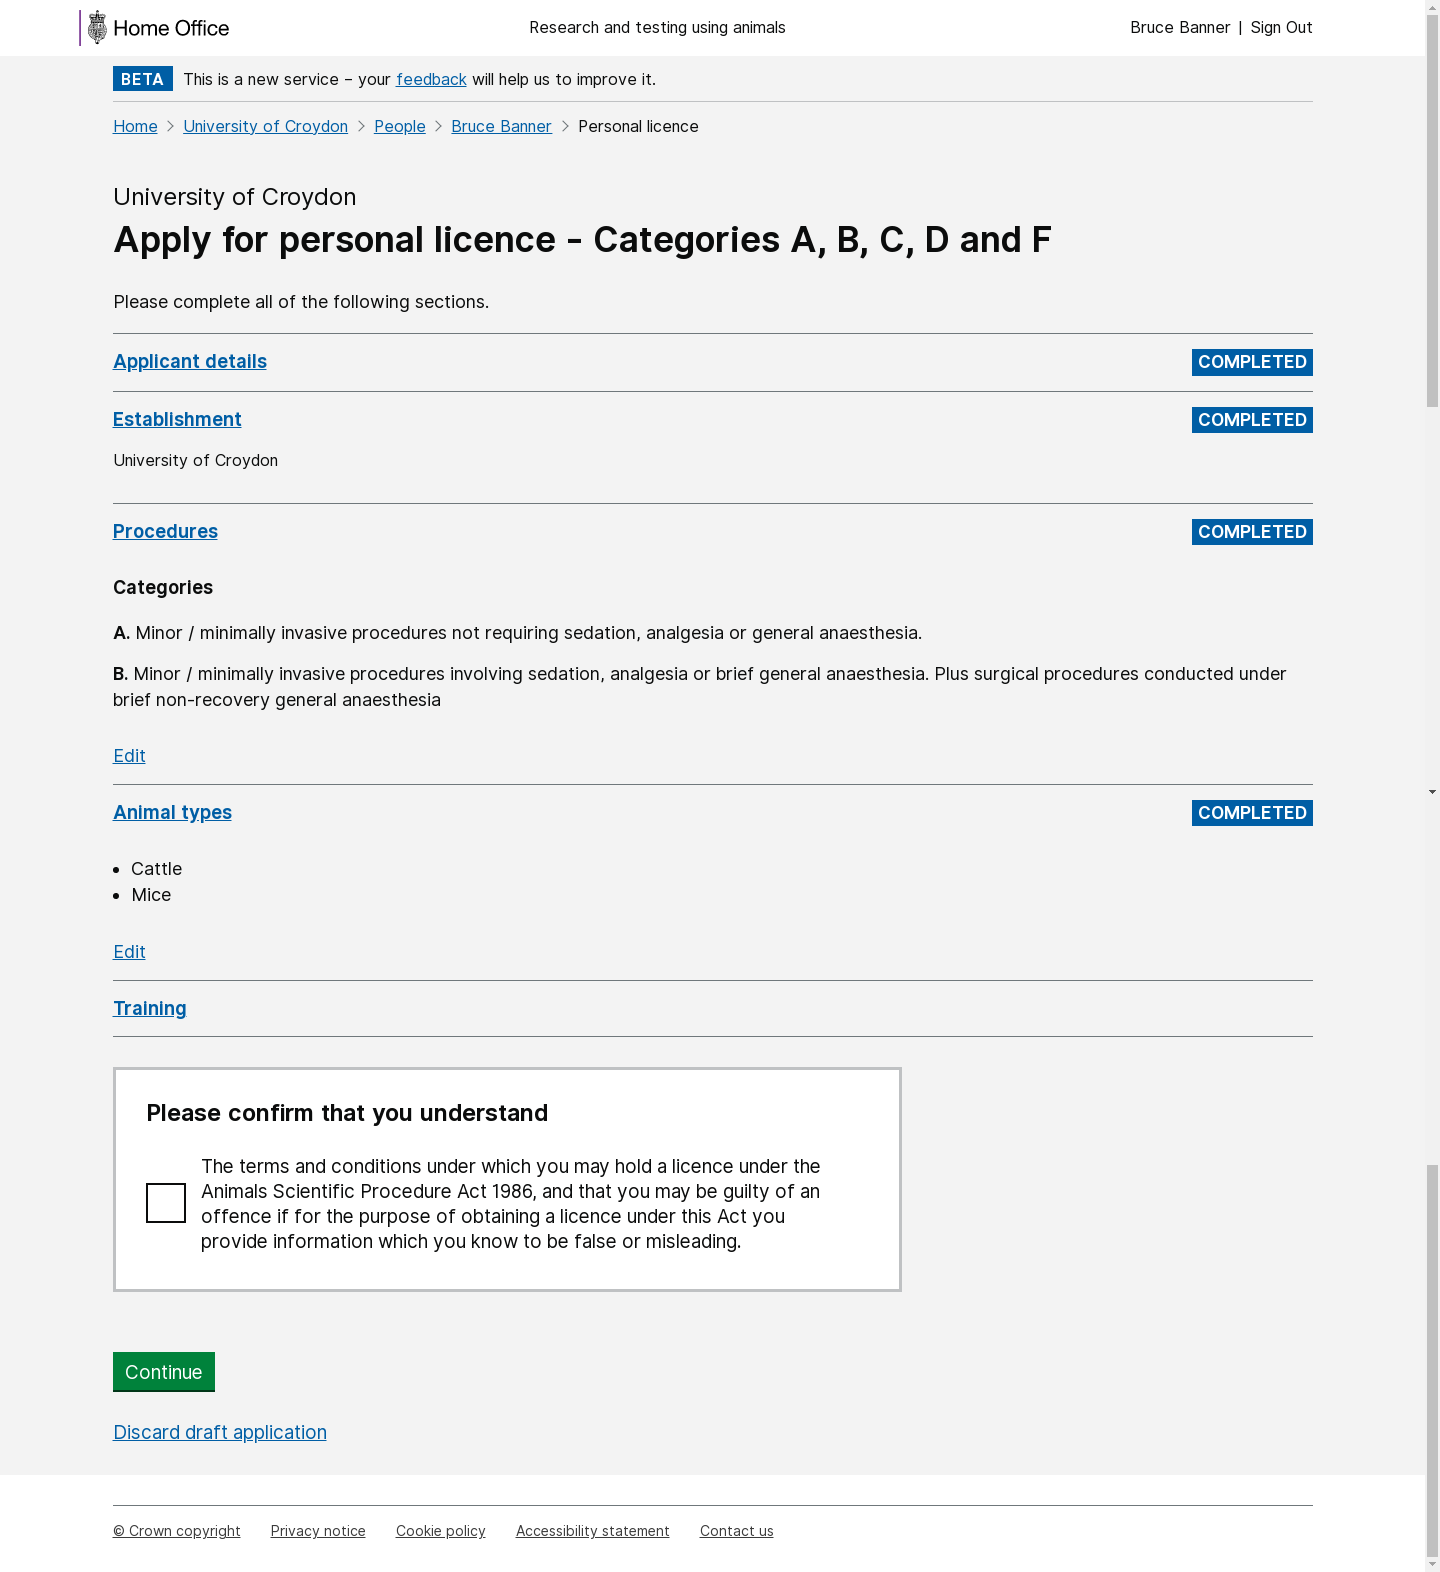 Home Office
Research and testing using animals
Bruce Banner | Sign Out
BETA This is a new service – your feedback will help us to improve it.
Home > University of Croydon > People > Bruce Banner > Personal licence
University of Croydon
Apply for personal licence - Categories A, B, C, D and F
Please complete all of the following sections.
Applicant details COMPLETED
Establishment COMPLETED
University of Croydon
Procedures COMPLETED
Categories
A. Minor / minimally invasive procedures not requiring sedation, analgesia or general anaesthesia.
B. Minor / minimally invasive procedures involving sedation, analgesia or brief general anaesthesia. Plus surgical procedures conducted under
brief non-recovery general anaesthesia
Edit
Animal types COMPLETED
• Cattle
• Mice
Edit
Training
Please confirm that you understand
The terms and conditions under which you may hold a licence under the
Animals Scientific Procedure Act 1986, and that you may be guilty of an
offence if for the purpose of obtaining a licence under this Act you
provide information which you know to be false or misleading.
Continue
Discard draft application
© Crown copyright Privacy notice Cookie policy Accessibility statement Contact us